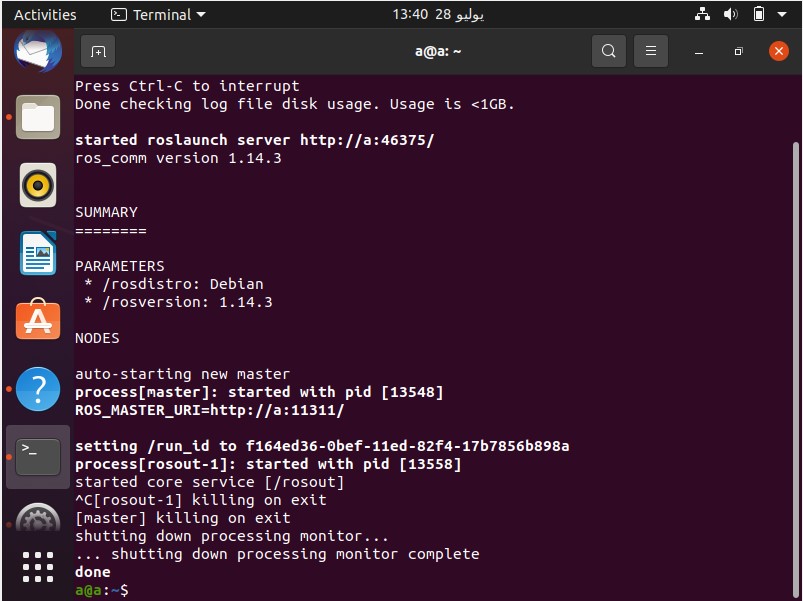 Activities
Terminal
13:40 28 يوليو
a@a: ~
Press Ctrl-C to interrupt
Done checking log file disk usage. Usage is <1GB.
started roslaunch server http://a:46375/
ros_comm version 1.14.3
SUMMARY
========
PARAMETERS
* /rosdistro: Debian
* /rosversion: 1.14.3
NODES
auto-starting new master
process[master]: started with pid [13548]
ROS_MASTER_URI=http://a:11311/
setting /run_id to f164ed36-0bef-11ed-82f4-17b7856b898a
process[rosout-1]: started with pid [13558]
started core service [/rosout]
^C[rosout-1] killing on exit
[master] killing on exit
shutting down processing monitor...
... shutting down processing monitor complete
done
a@a:~$